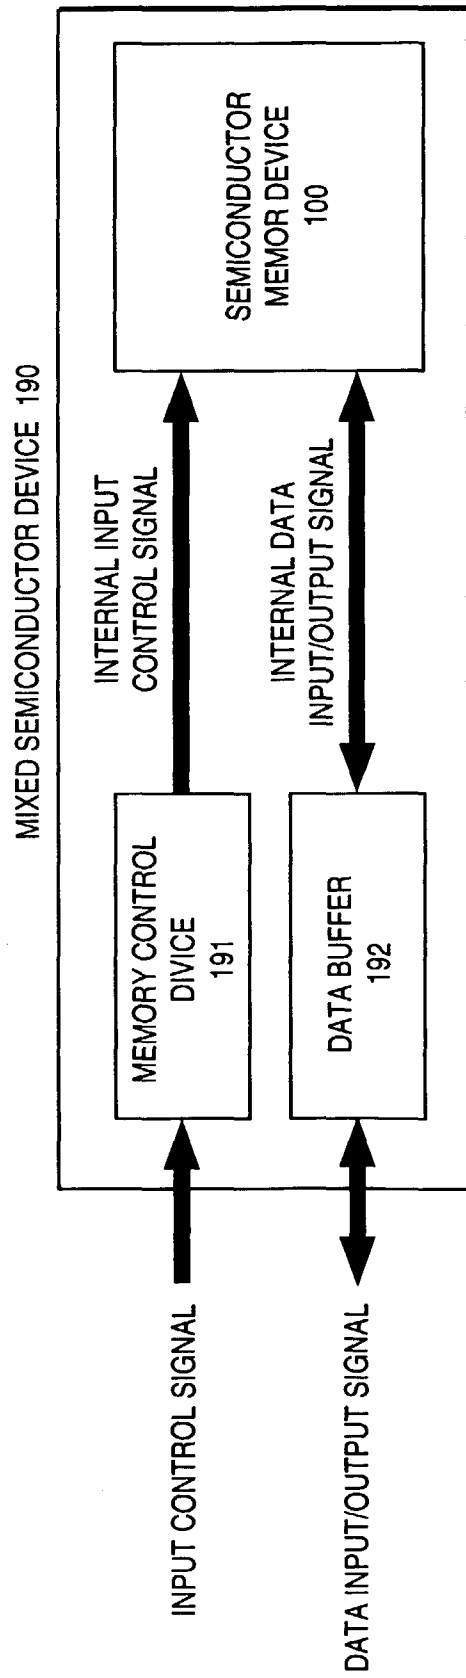 MIXED SEMICONDUCTOR DEVICE 190
INPUT CONTROL SIGNAL
MEMORY CONTROL
DIVICE
191
INTERNAL INPUT
CONTROL SIGNAL
SEMICONDUCTOR
MEMOR DEVICE
100
DATA INPUT/OUTPUT SIGNAL
DATA BUFFER
192
INTERNAL DATA
INPUT/OUTPUT SIGNAL